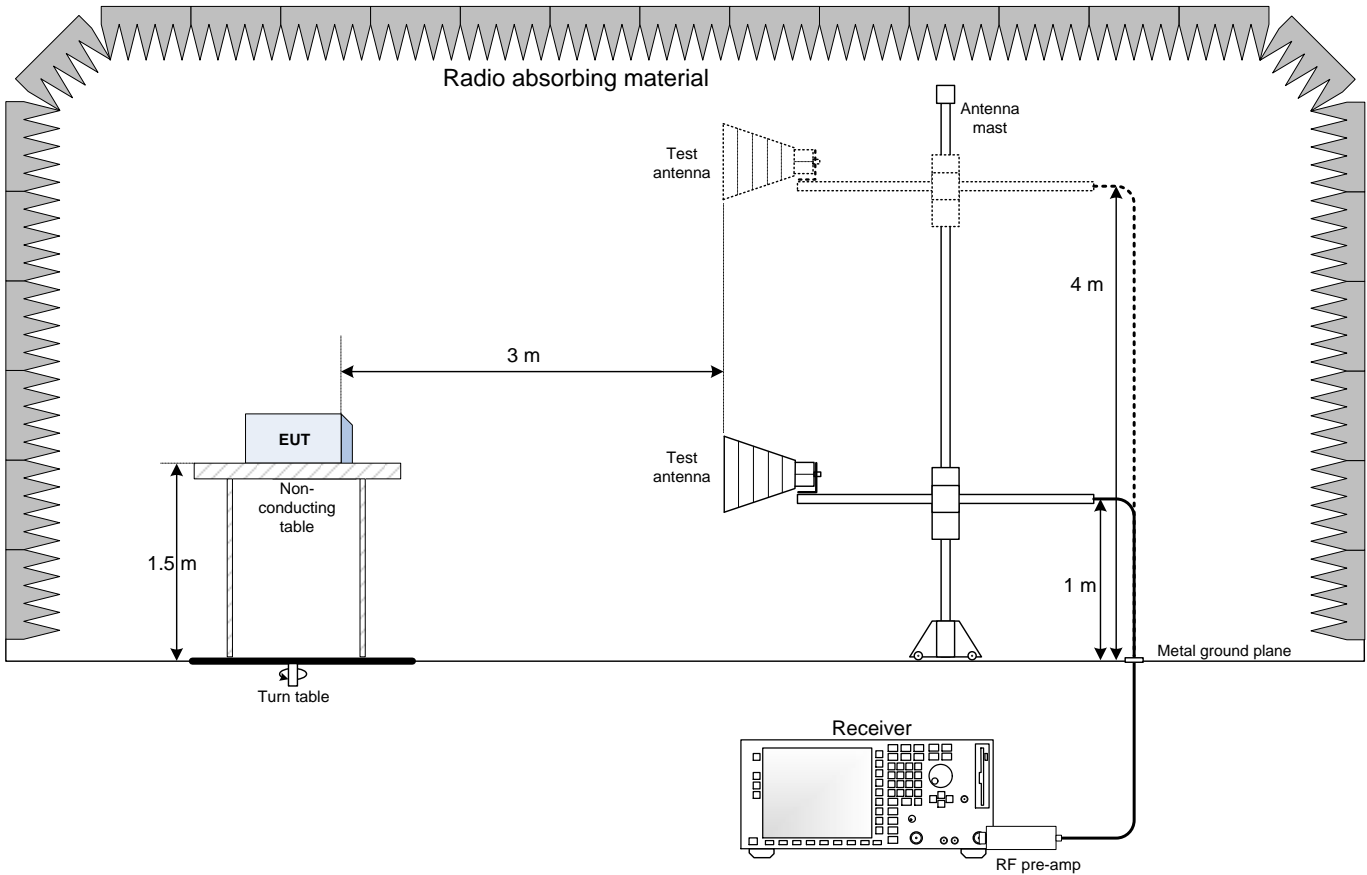 Radio absorbing material
Antenna
mast
Test
antenna
4 m
3 m
EUT
Test
antenna
Non-
conducting
table
1.5 m
1 m
Metal ground plane
Turn table
Receiver
RF pre-amp